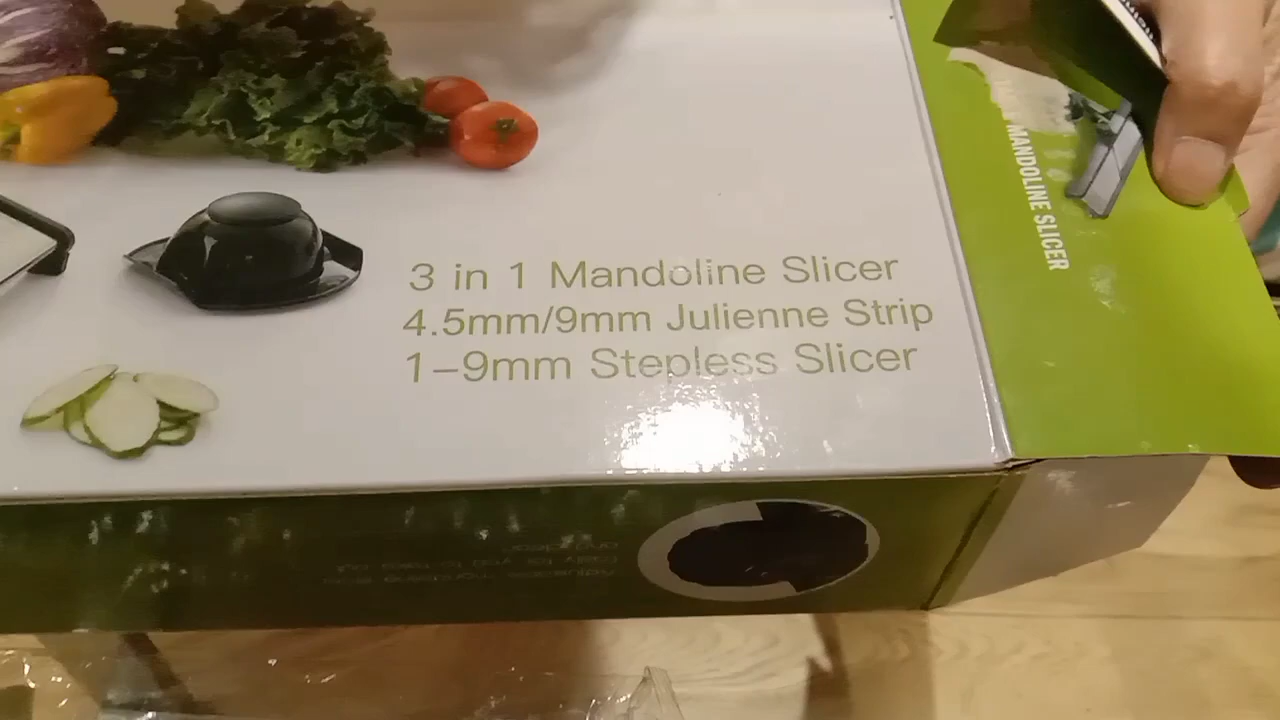 3 in 1 Mandoline Slicer
4.5mm/9mm Julienne Strip
1–9mm Stepless Slicer
MANDOLINE SLICER